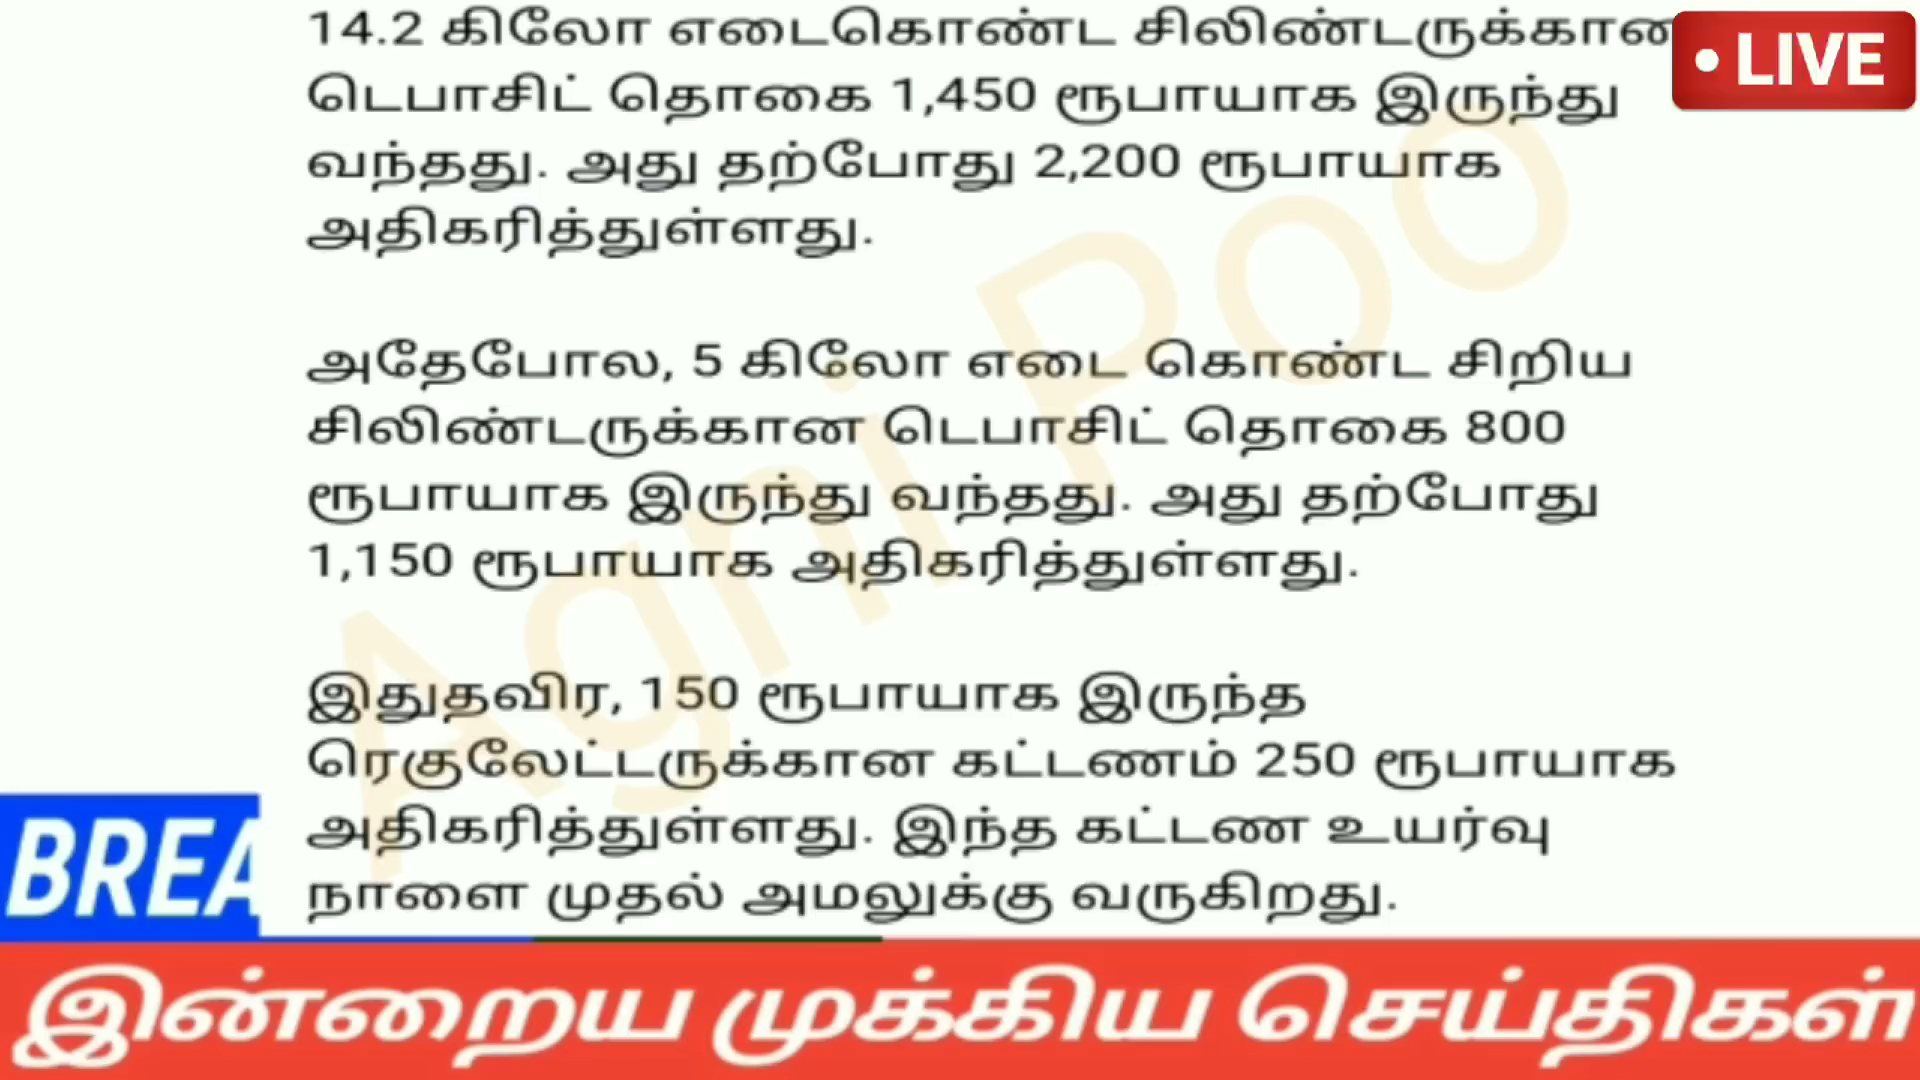 14.2 கிலோ எடைகொண்ட சிலிண்டருக்கான
• LIVE
டெபாசிட் தொகை 1,450 ரூபாயாக இருந்து
வந்தது. அது தற்போது 2,200 ரூபாயாக
அதிகரித்துள்ளது.
அதேபோல, 5 கிலோ எடை கொண்ட சிறிய
சிலிண்டருக்கான டெபாசிட் தொகை 800
ரூபாயாக இருந்து வந்தது. அது தற்போது
1,150 ரூபாயாக அதிகரித்துள்ளது.
இதுதவிர, 150 ரூபாயாக இருந்த
ரெகுலேட்டருக்கான கட்டணம் 250 ரூபாயாக
அதிகரித்துள்ளது. இந்த கட்டண உயர்வு
நாளை முதல் அமலுக்கு வருகிறது.
Agni Poo
BREA
இன்றைய முக்கிய செய்திகள்